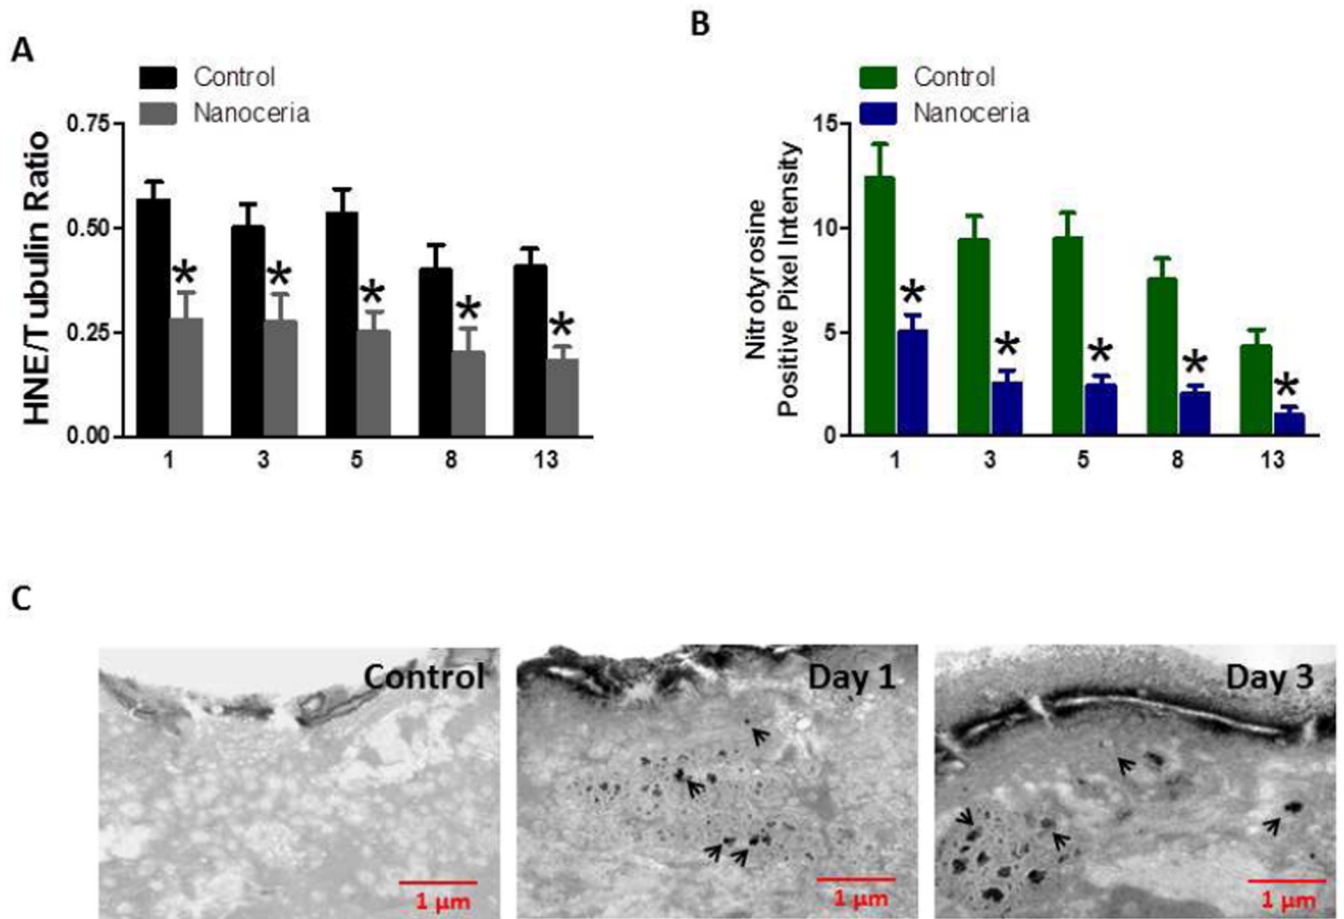 A
Control
Nanoceria
HNE/Tubulin Ratio
0.75
0.50
0.25
0.00
1 3 5 8 13
B
Control
Nanoceria
Nitrotyrosine
Positive Pixel Intensity
15
10
5
0
1 3 5 8 13
* * * * *
* * * * *
C
Control
Day 1
Day 3
1 µm
1 µm
1 µm